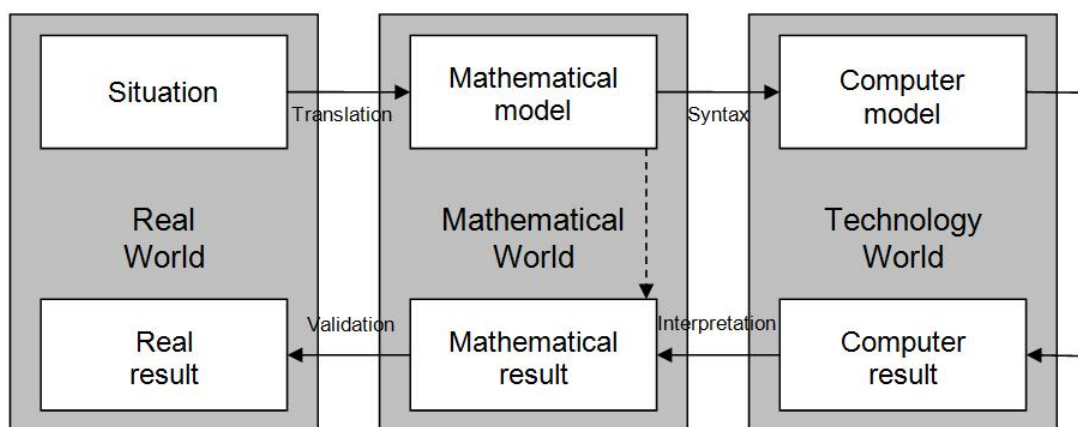 Situation
Translation
Mathematical
model
Syntax
Computer
model
Real
World
Mathematical
World
Technology
World
Real
result
Validation
Mathematical
result
Interpretation
Computer
result